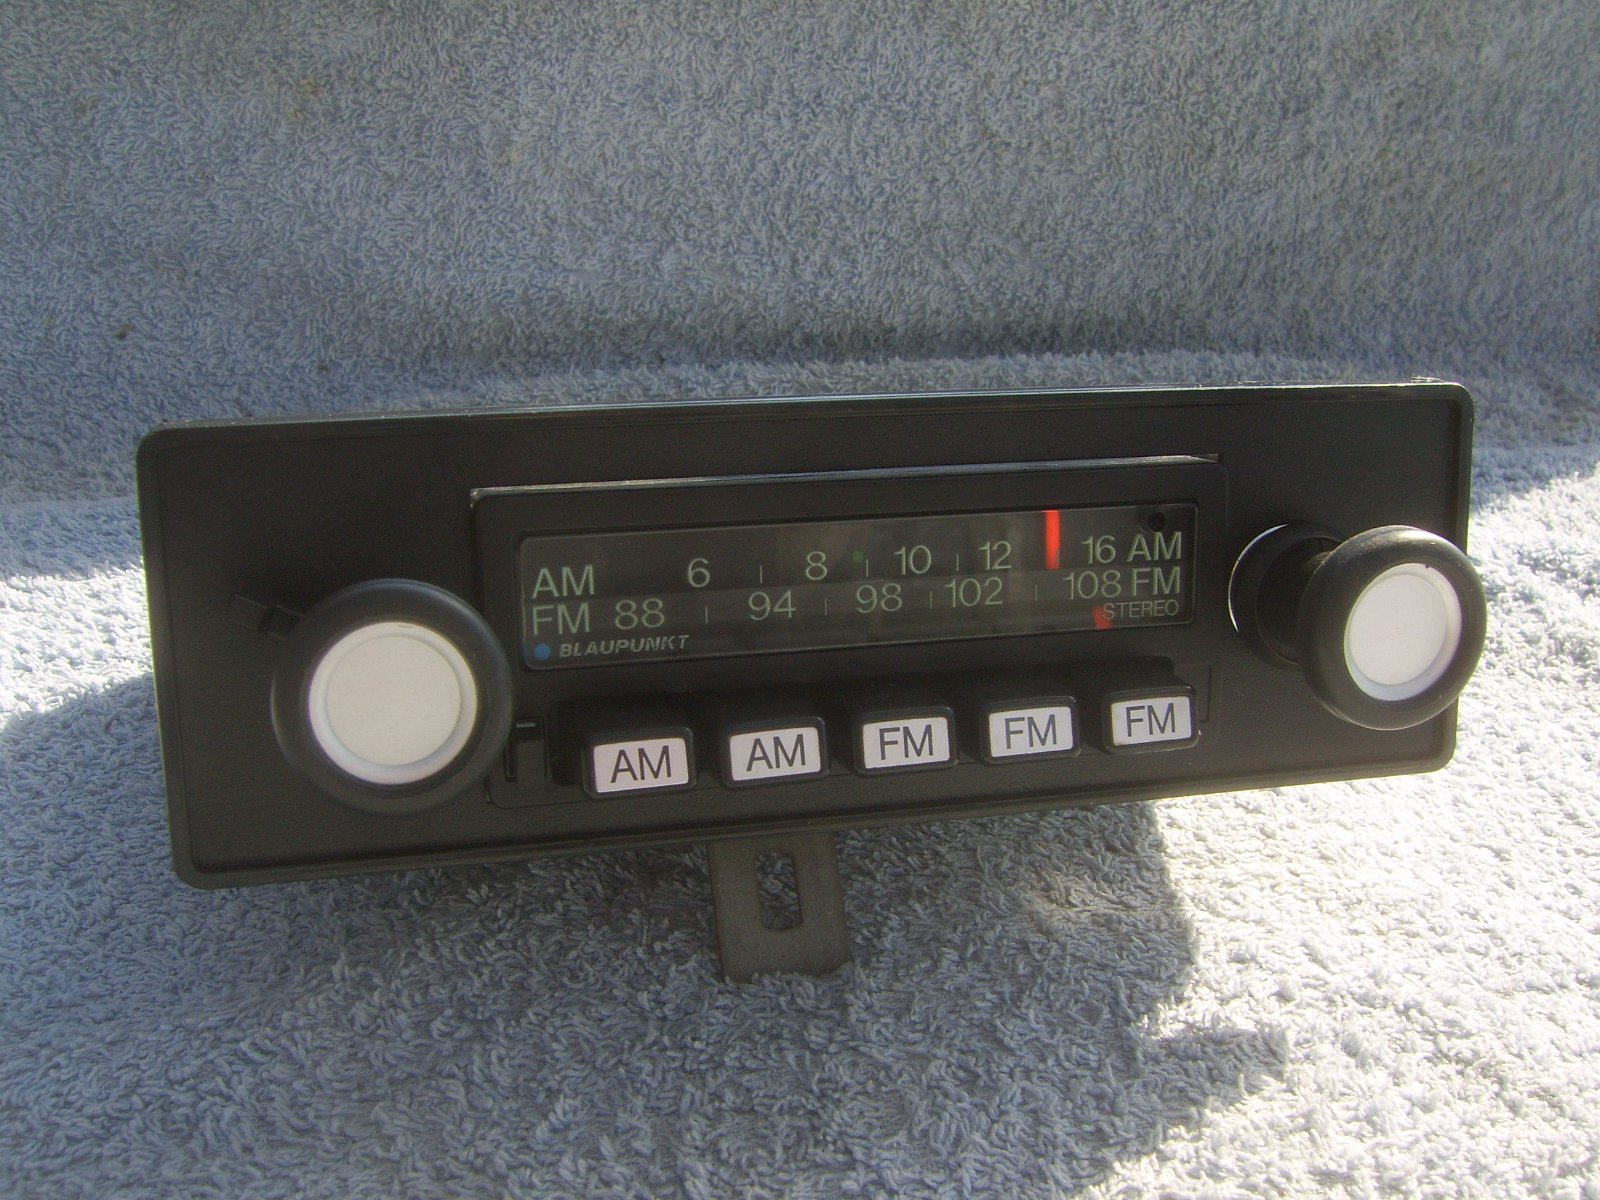 AM 6 8 10 12 16 AM
FM 88 94 98 102 108 FM
STEREO
BLAUPUNKT
AM AM FM FM FM